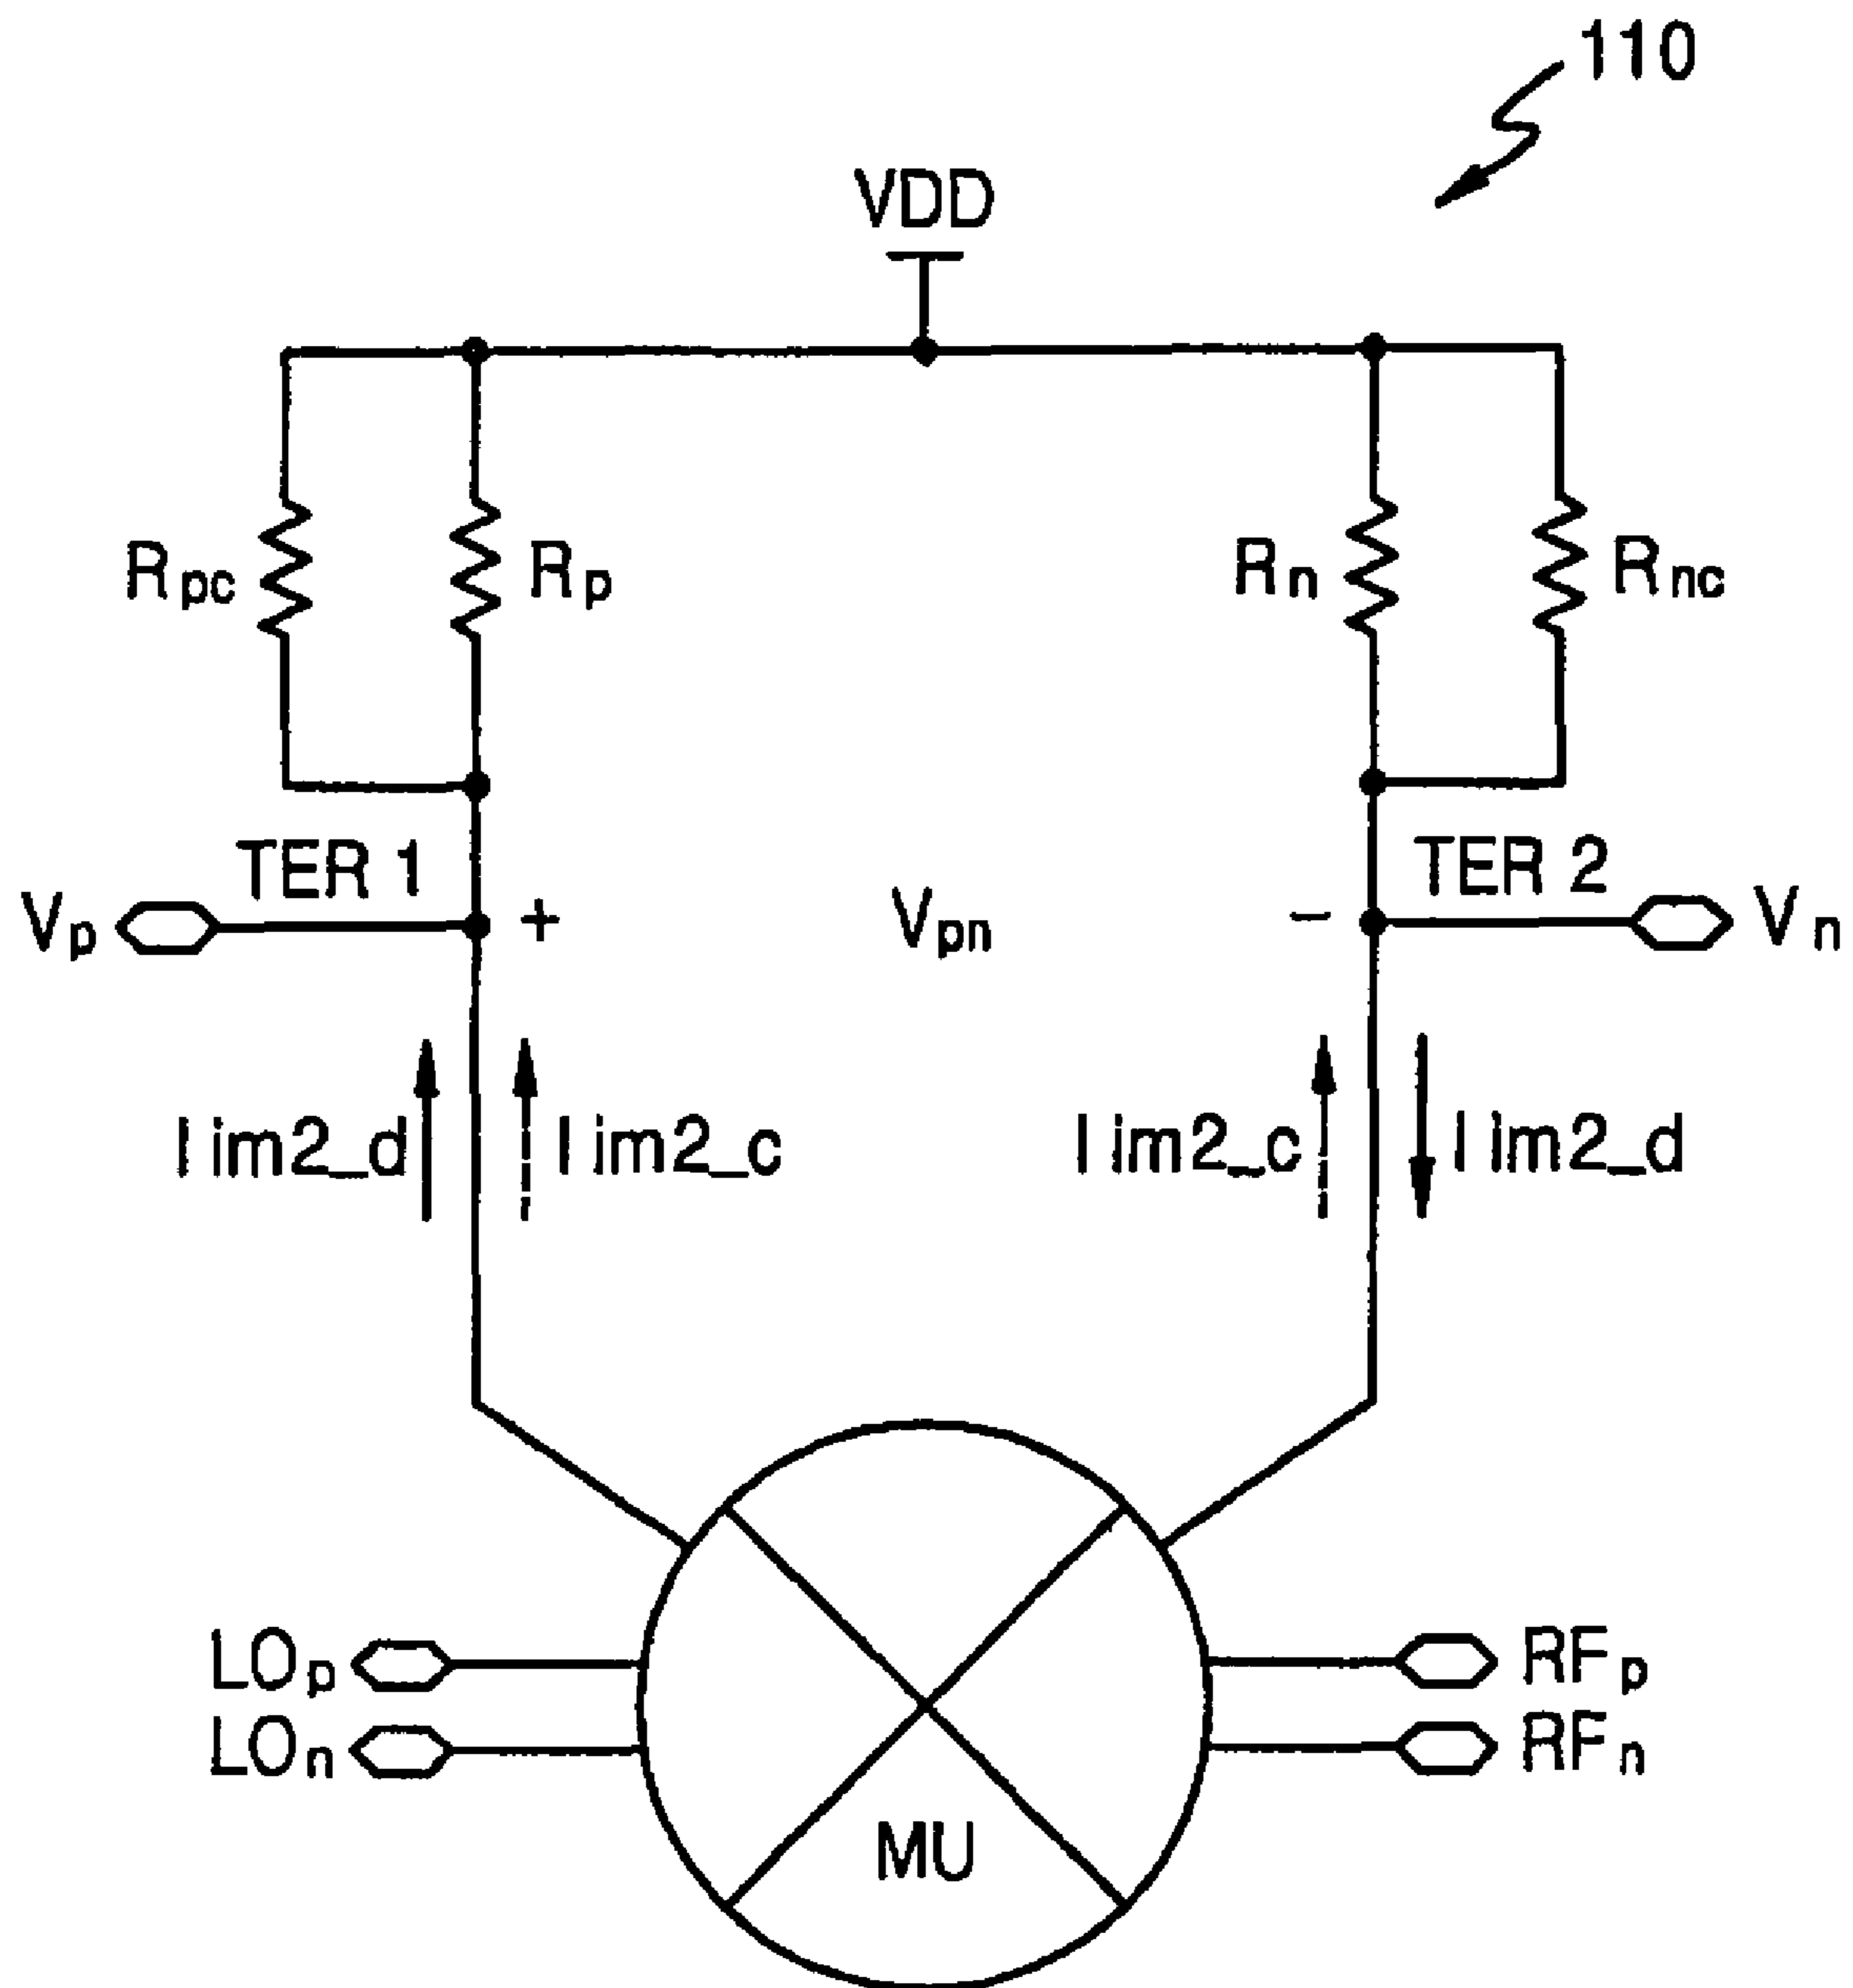 110
VDD
Rpc Rp Rn Rnc
TER 1 TER 2
Vp + Vpn − Vn
Iim2_d Iim2_c Iim2_c Iim2_d
LOp RFp
LOn RFn
MU